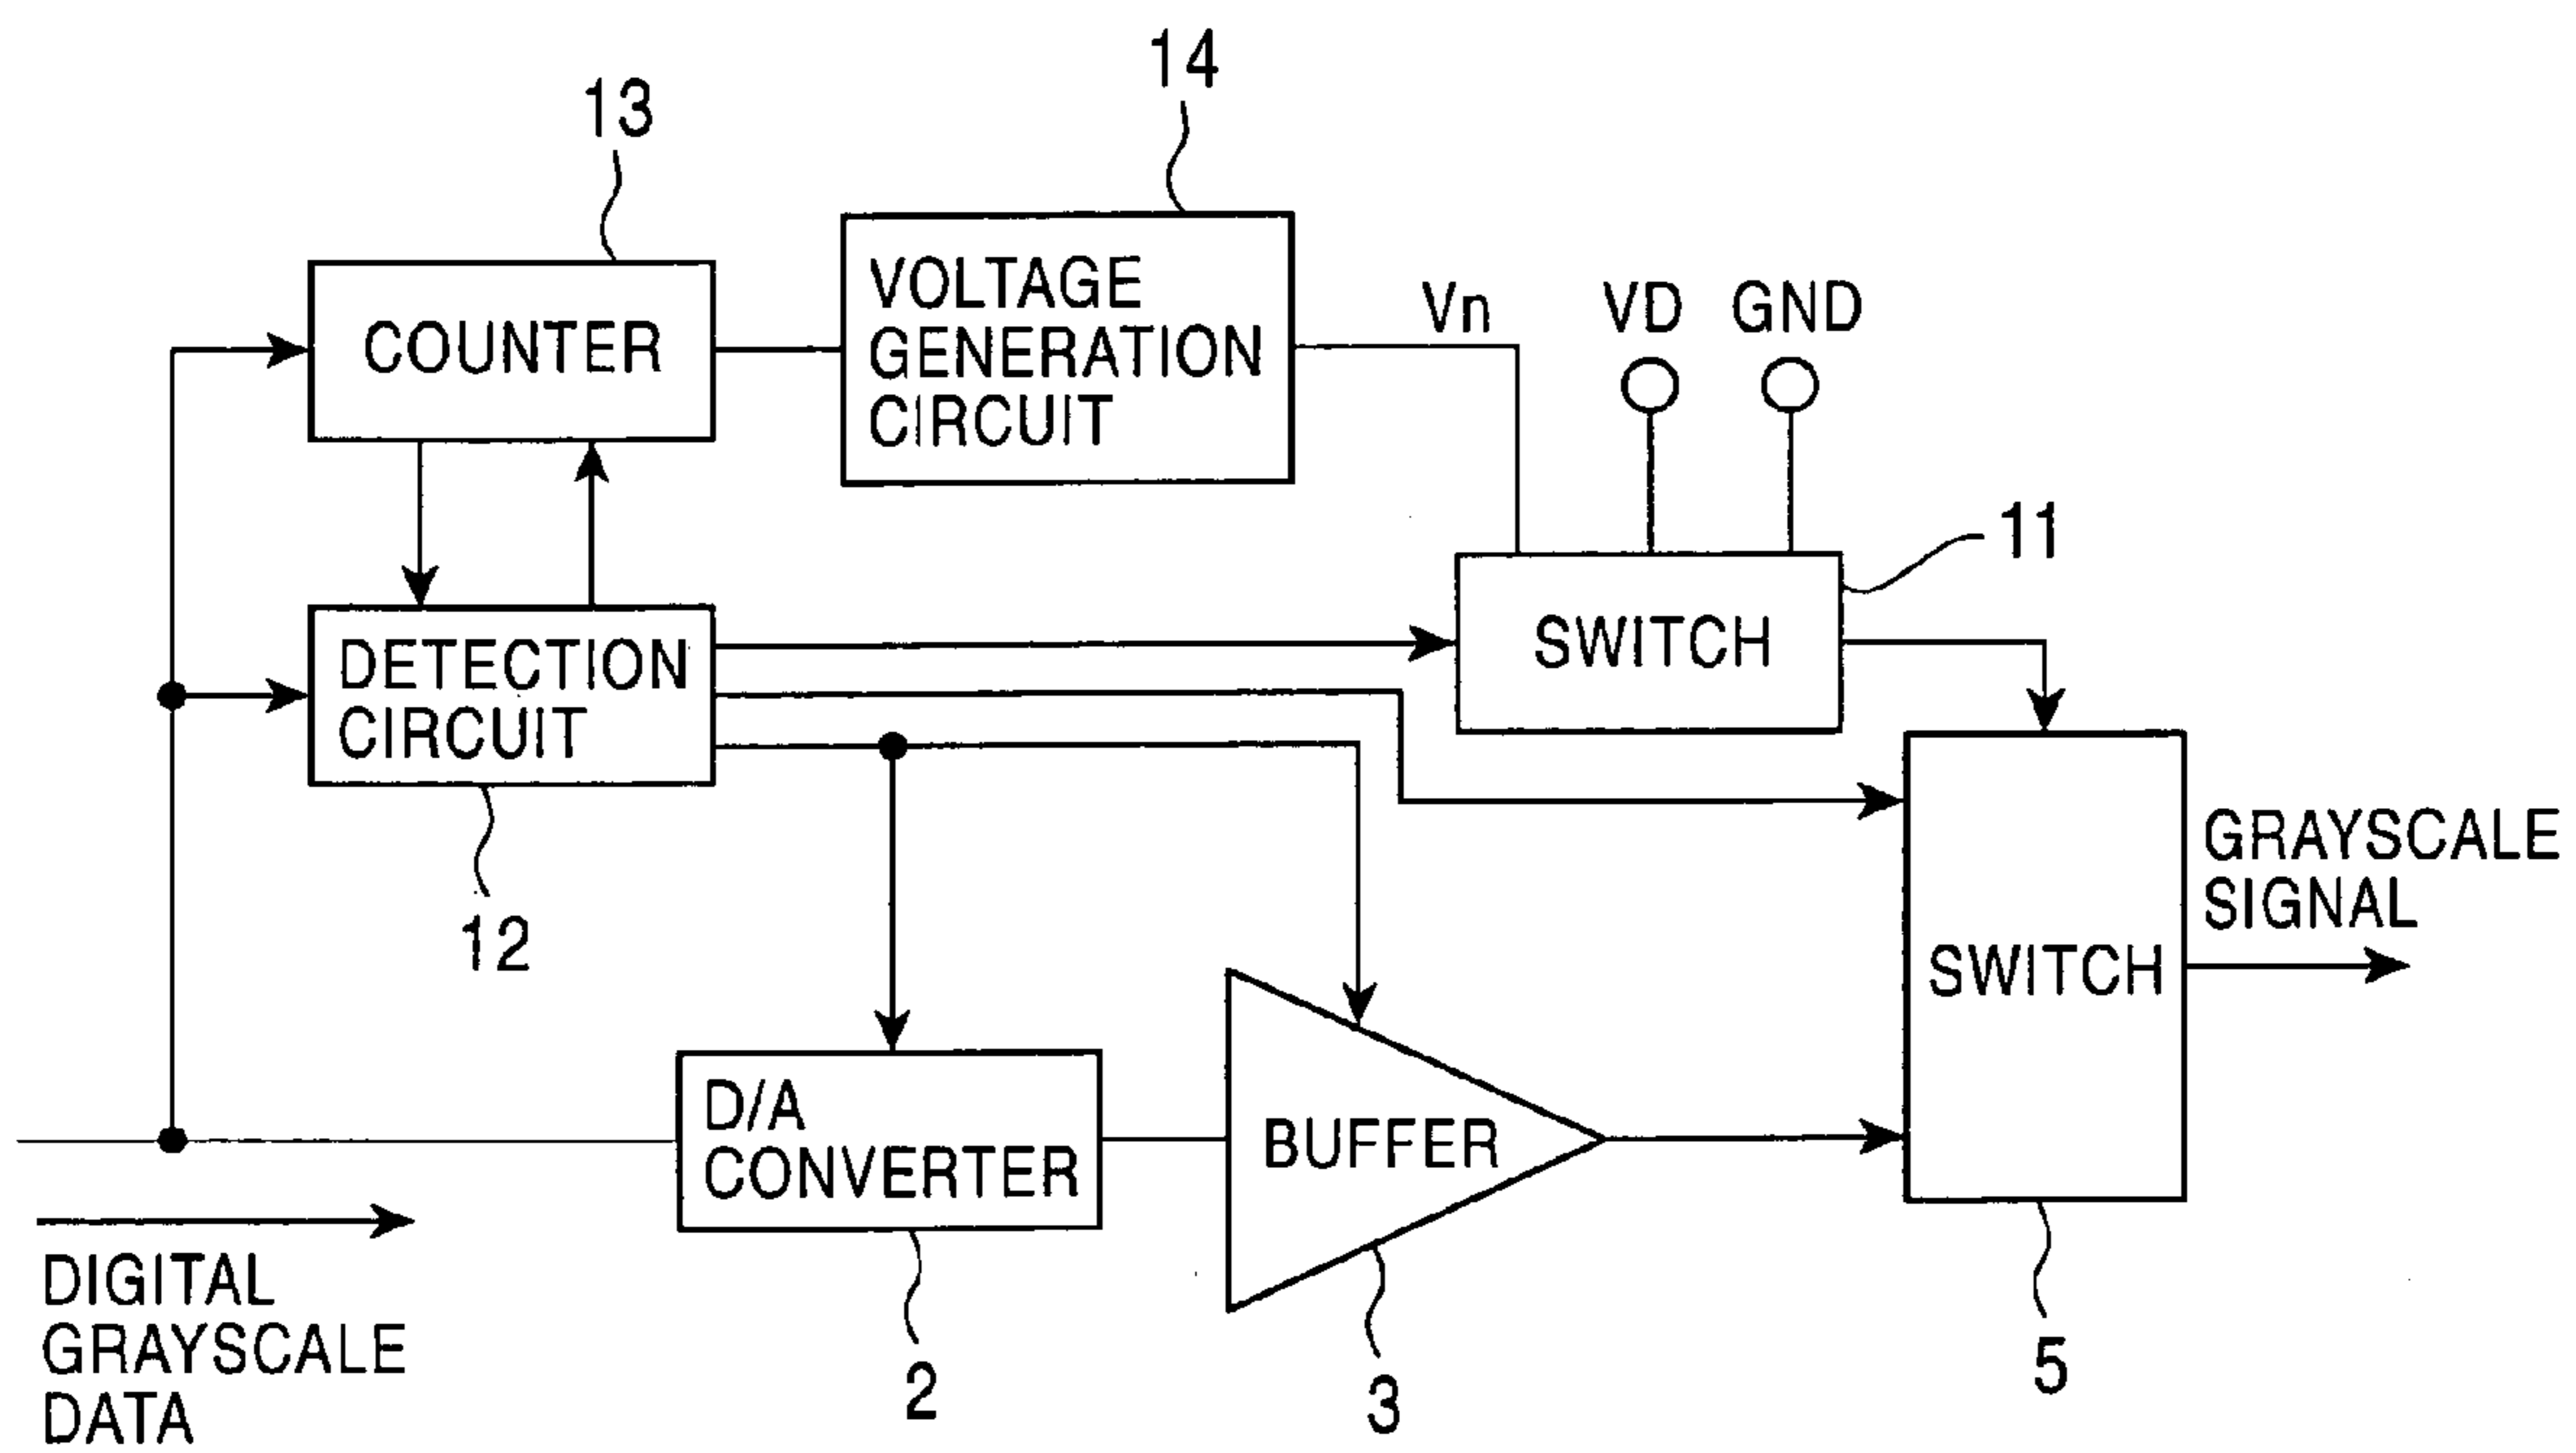 14
13
VOLTAGE
GENERATION
CIRCUIT
Vn
VD
GND
COUNTER
11
SWITCH
DETECTION
CIRCUIT
12
GRAYSCALE
SIGNAL
SWITCH
D/A
CONVERTER
BUFFER
DIGITAL
GRAYSCALE
DATA
2
3
5